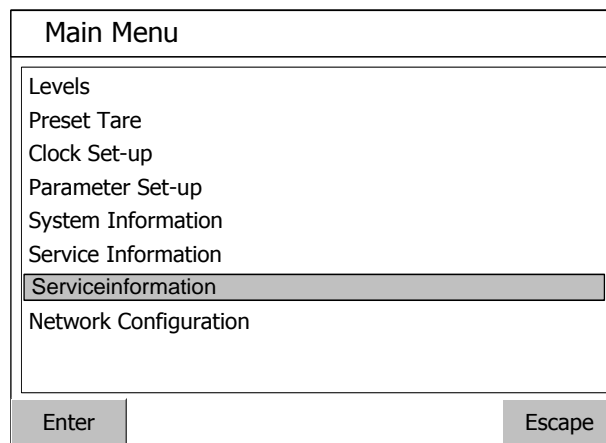 Main Menu
Levels
Preset Tare
Clock Set-up
Parameter Set-up
System Information
Service Information
Serviceinformation
Network Configuration
Enter Escape